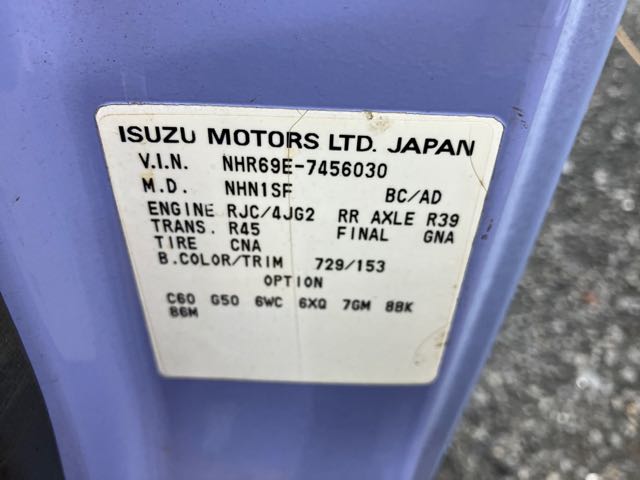 ISUZU MOTORS LTD. JAPAN
V.I.N. NHR69E-7456030
M.D. NHN1SF BC/AD
ENGINE RJC/4JG2 RR AXLE R39
TRANS. R45 FINAL GNA
TIRE CNA
B.COLOR/TRIM 729/153
OPTION
C60 G50 6WC 6XQ 7GM 8BK
86M